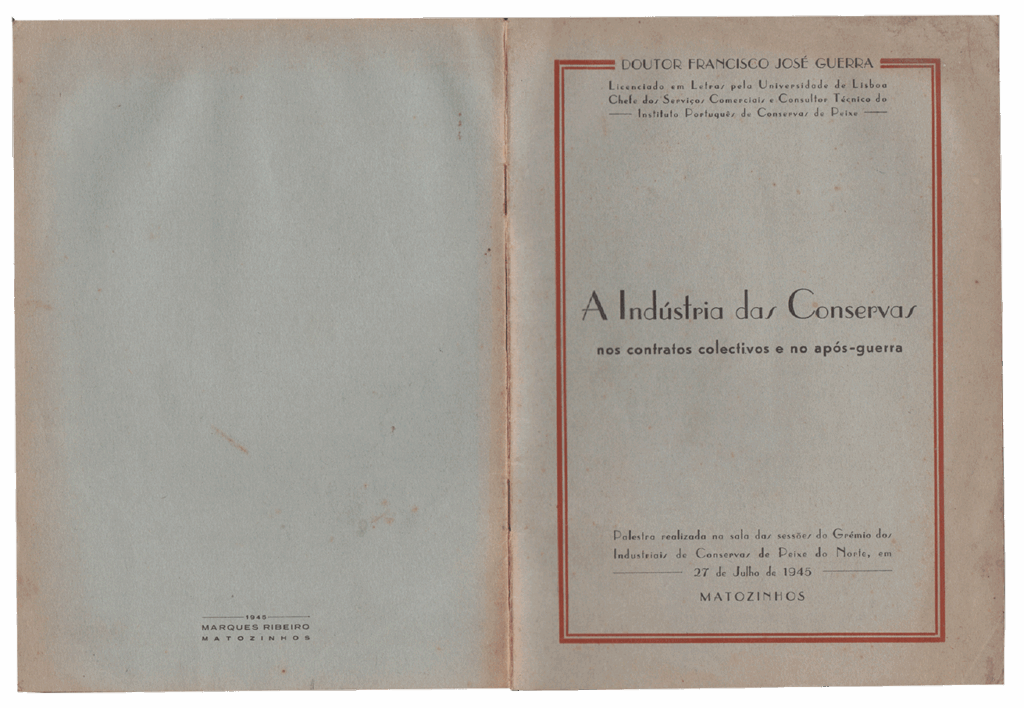 1945
MARQUES RIBEIRO
MATOZINHOS
DOUTOR FRANCISCO JOSÉ GUERRA
Licenciado em Letras pela Universidade de Lisboa
Chefe dos Serviços Comerciais e Consultor Técnico do
Instituto Português de Conservas de Peixe
A Indústria das Conservas
nos contratos colectivos e no após-guerra
Palestra realizada na sala das sessões do Grémio dos
Industriais de Conservas de Peixe do Norte, em
27 de Julho de 1945
MATOZINHOS